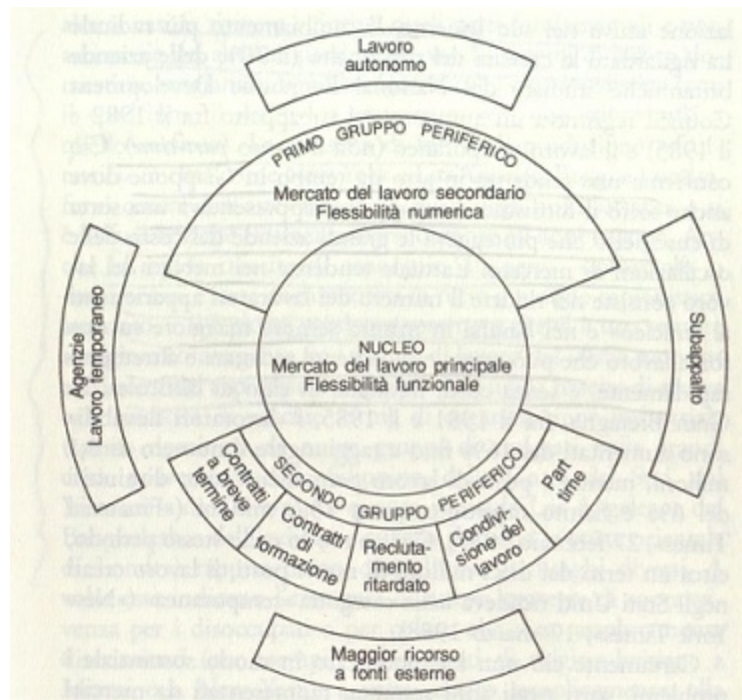 Lavoro
autonomo
PRIMO GRUPPO PERIFERICO
Mercato del lavoro secondario
Flessibilità numerica
Agenzie
Lavoro temporaneo
Subappalto
NUCLEO
Mercato del lavoro principale
Flessibilità funzionale
SECONDO GRUPPO PERIFERICO
Contratti
a breve
termine
Contratti
di
formazione
Recluta-
mento
ritardato
Condivi-
sione del
lavoro
Part
time
Maggior ricorso
a fonti esterne